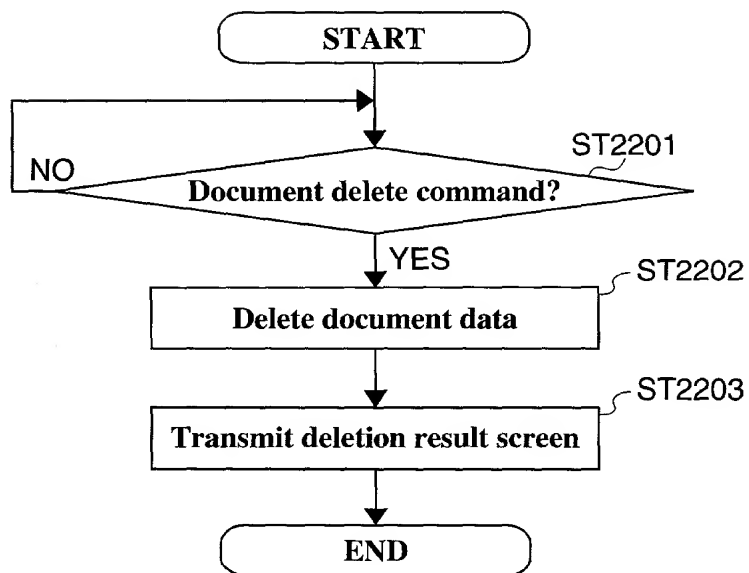 START
ST2201
NO
Document delete command?
YES
ST2202
Delete document data
ST2203
Transmit deletion result screen
END